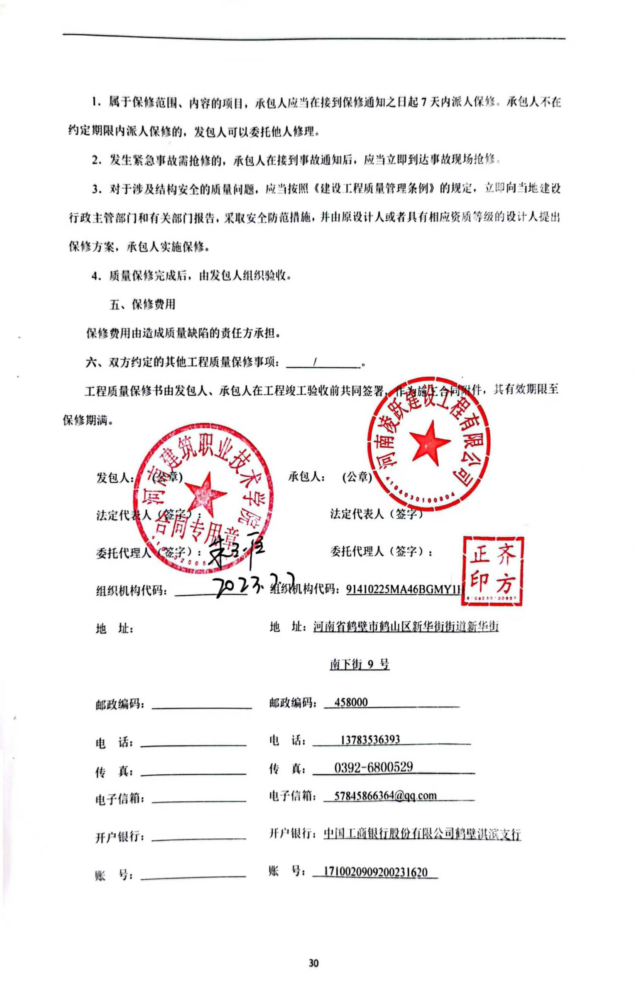 1. 属于保修范围、内容的项目，承包人应当在接到保修通知之日起 7 天内派人保修。承包人不在
约定期限内派人保修的，发包人可以委托他人修理。
2. 发生紧急事故需抢修的，承包人在接到事故通知后，应当立即到达事故现场抢修。
3. 对于涉及结构安全的质量问题，应当按照《建设工程质量管理条例》的规定，立即向当地建设
行政主管部门和有关部门报告，采取安全防范措施，并由原设计人或者具有相应资质等级的设计人提出
保修方案，承包人实施保修。
4. 质量保修完成后，由发包人组织验收。
五、保修费用
保修费用由造成质量缺陷的责任方承担。
六、双方约定的其他工程质量保修事项： / 。
工程质量保修书由发包人、承包人在工程竣工验收前共同签署，作为施工合同附件，其有效期限至
保修期满。
河南建筑职业技术学院
合同专用章
河南凌跃建设工程有限公司
4106030100804
发包人： (公章) 承包人： (公章)
法定代表人（签字）： 法定代表人（签字）
委托代理人（签字）： 委托代理人（签字）：
齐方
正印
4106030100807
2023.2.2
组织机构代码： 组织机构代码：91410225MA46BGMY1
地 址： 地 址：河南省鹤壁市鹤山区新华街街道新华街
南下街 9 号
邮政编码： 邮政编码： 458000
电 话： 电 话： 13783536393
传 真： 传 真： 0392-6800529
电子信箱： 电子信箱： 57845866364@qq.com
开户银行： 开户银行：中国工商银行股份有限公司鹤壁淇滨支行
账 号： 账 号： 1710020909200231620
30